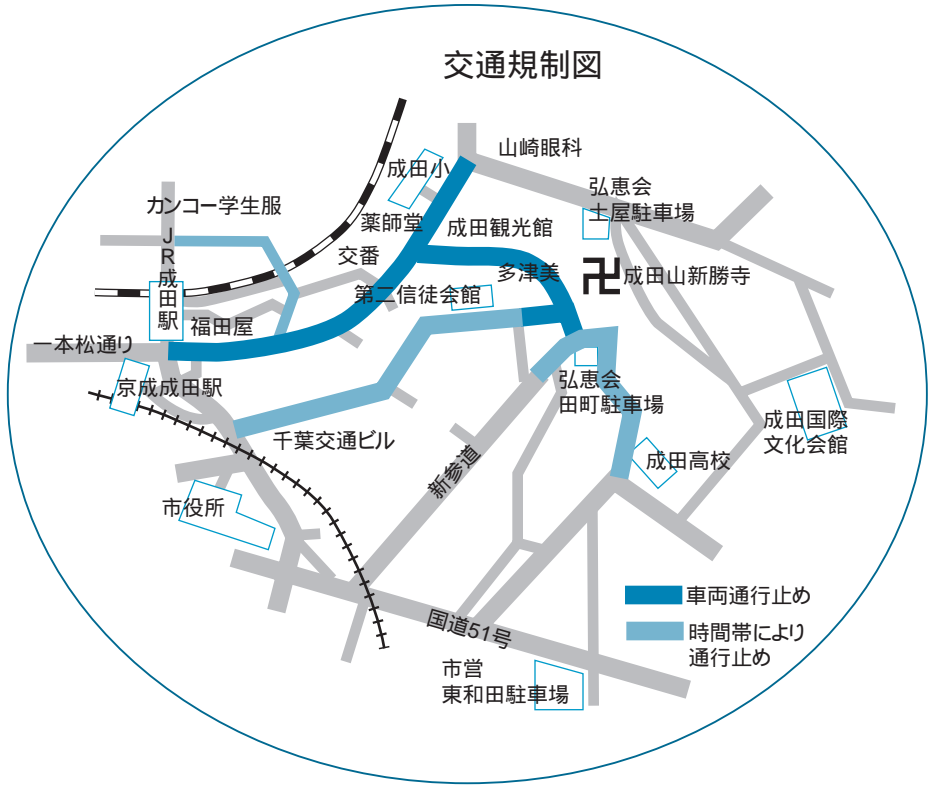 交通規制図
山崎眼科
成田小
弘恵会
土屋駐車場
カンコー学生服
薬師堂
成田観光館
JR成田駅
交番
多津美
卍成田山新勝寺
第二信徒会館
福田屋
一本松通り
京成成田駅
弘恵会
田町駐車場
成田国際
文化会館
千葉交通ビル
新参道
成田高校
市役所
車両通行止め
国道51号
時間帯により
通行止め
市営
東和田駐車場